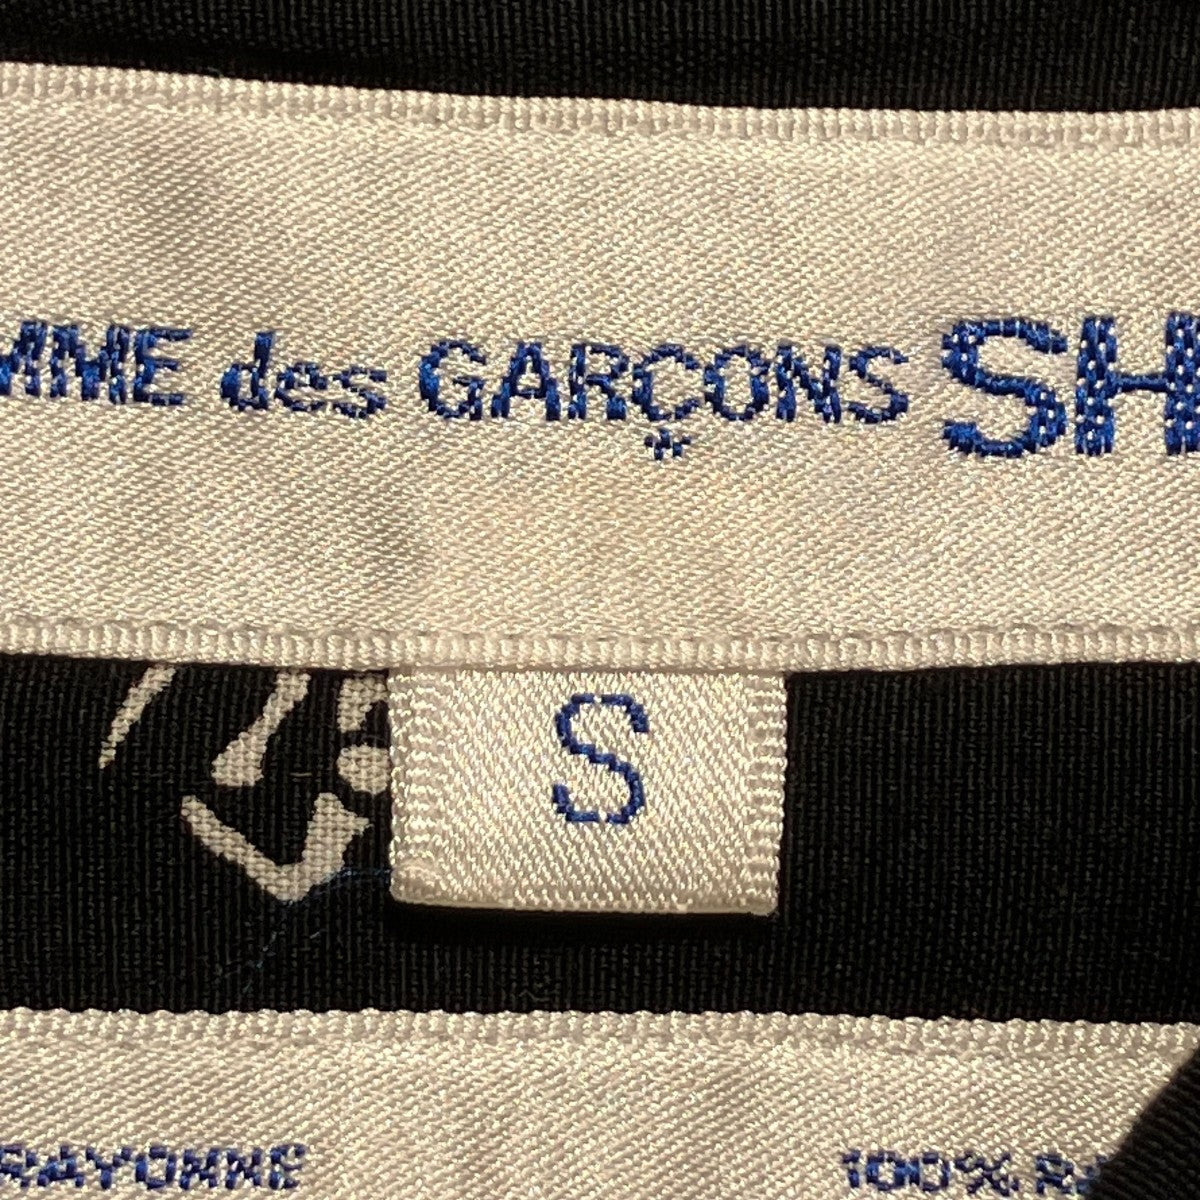 MME des GARÇONS SH
S
RAYONNE 100% RA